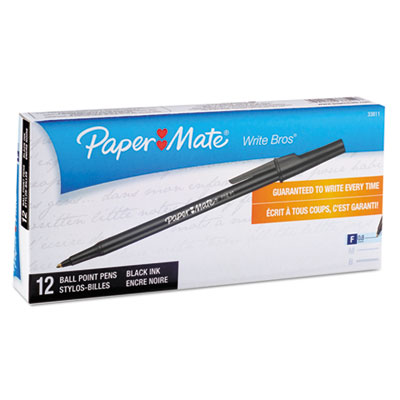 33611
Paper Mate®
Write Bros®
PAPER MATE
GUARANTEED TO WRITE EVERY TIME
ÉCRIT À TOUS COUPS, C'EST GARANTI!
F
M
12 BALL POINT PENS
STYLOS-BILLES
BLACK INK
ENCRE NOIRE